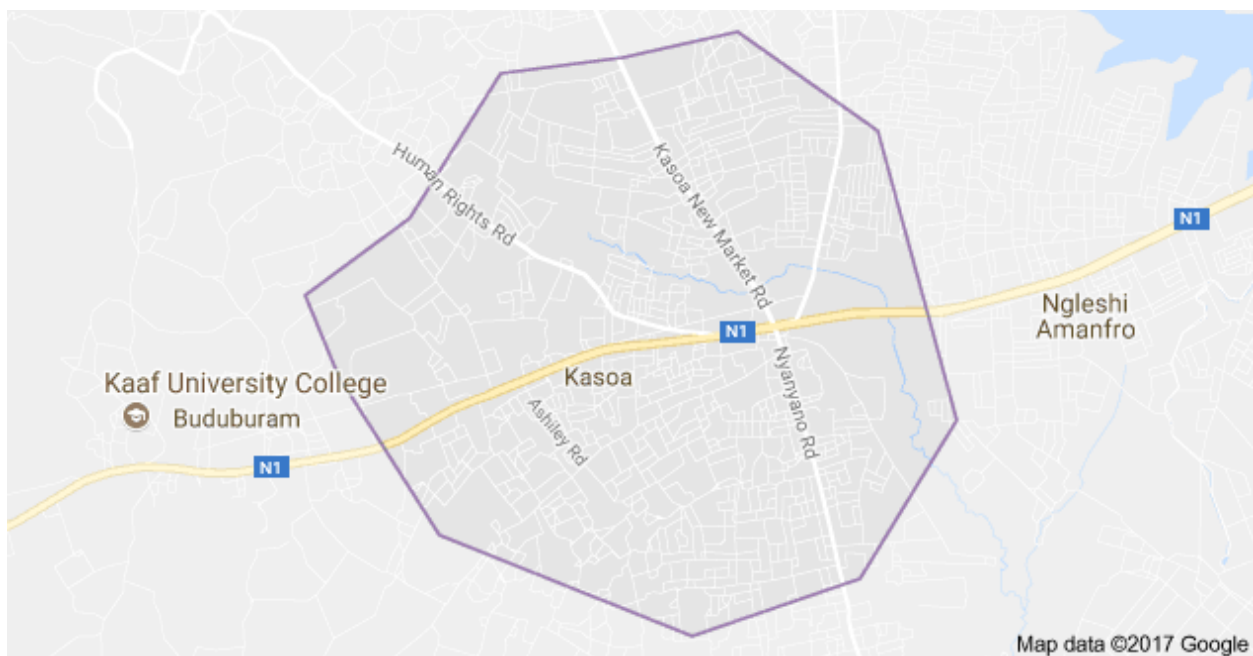 Human Rights Rd
Kasoa New Market Rd
N1
Ngleshi
Amanfro
N1
Nyanyano Rd
Kasoa
Kaaf University College
Buduburam
Ashiley Rd
N1
Map data ©2017 Google